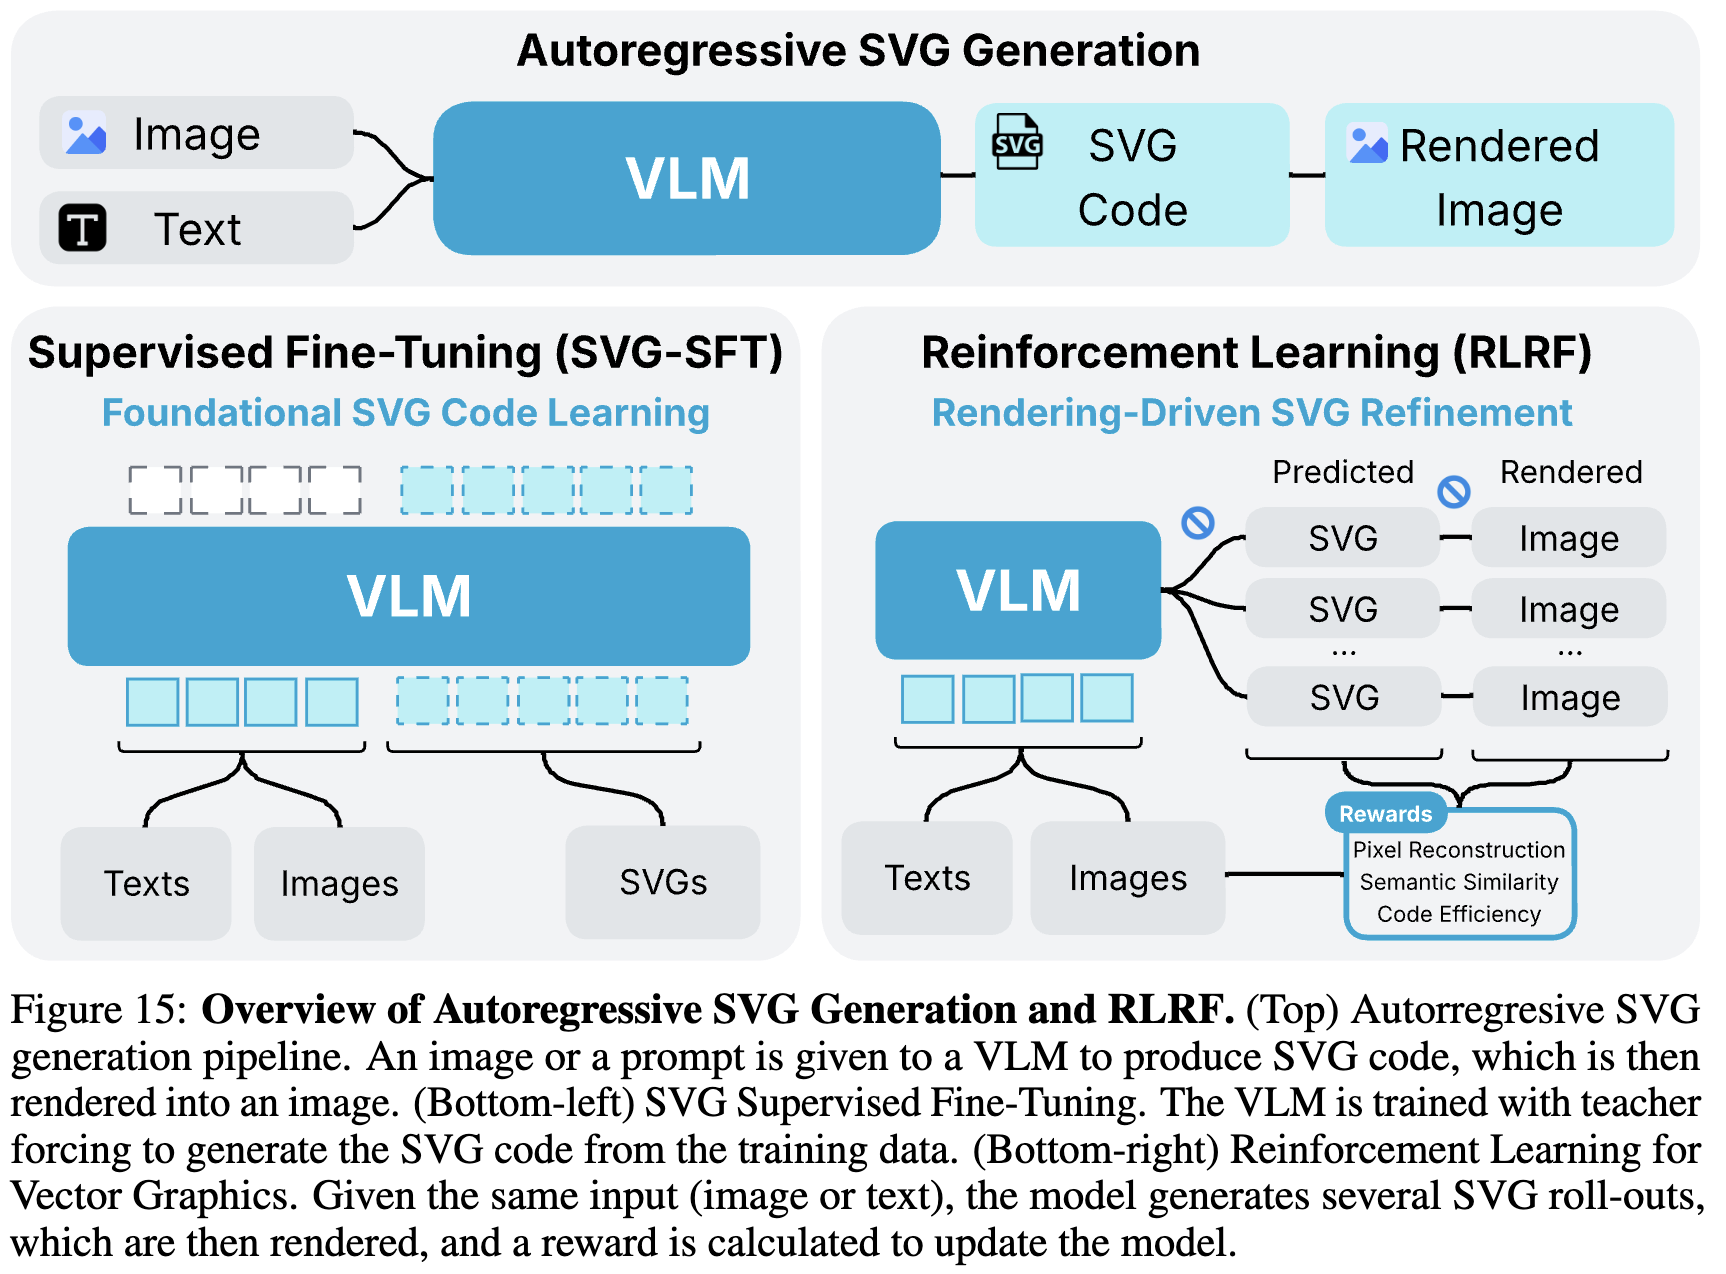 Autoregressive SVG Generation
Image
Text
VLM
SVG
SVG
Code
Rendered
Image
Supervised Fine-Tuning (SVG-SFT)
Foundational SVG Code Learning
VLM
Texts
Images
SVGs
Reinforcement Learning (RLRF)
Rendering-Driven SVG Refinement
Predicted
Rendered
VLM
SVG
Image
SVG
Image
...
...
SVG
Image
Texts
Images
Rewards
Pixel Reconstruction
Semantic Similarity
Code Efficiency
Figure 15: Overview of Autoregressive SVG Generation and RLRF. (Top) Autorregresive SVG
generation pipeline. An image or a prompt is given to a VLM to produce SVG code, which is then
rendered into an image. (Bottom-left) SVG Supervised Fine-Tuning. The VLM is trained with teacher
forcing to generate the SVG code from the training data. (Bottom-right) Reinforcement Learning for
Vector Graphics. Given the same input (image or text), the model generates several SVG roll-outs,
which are then rendered, and a reward is calculated to update the model.